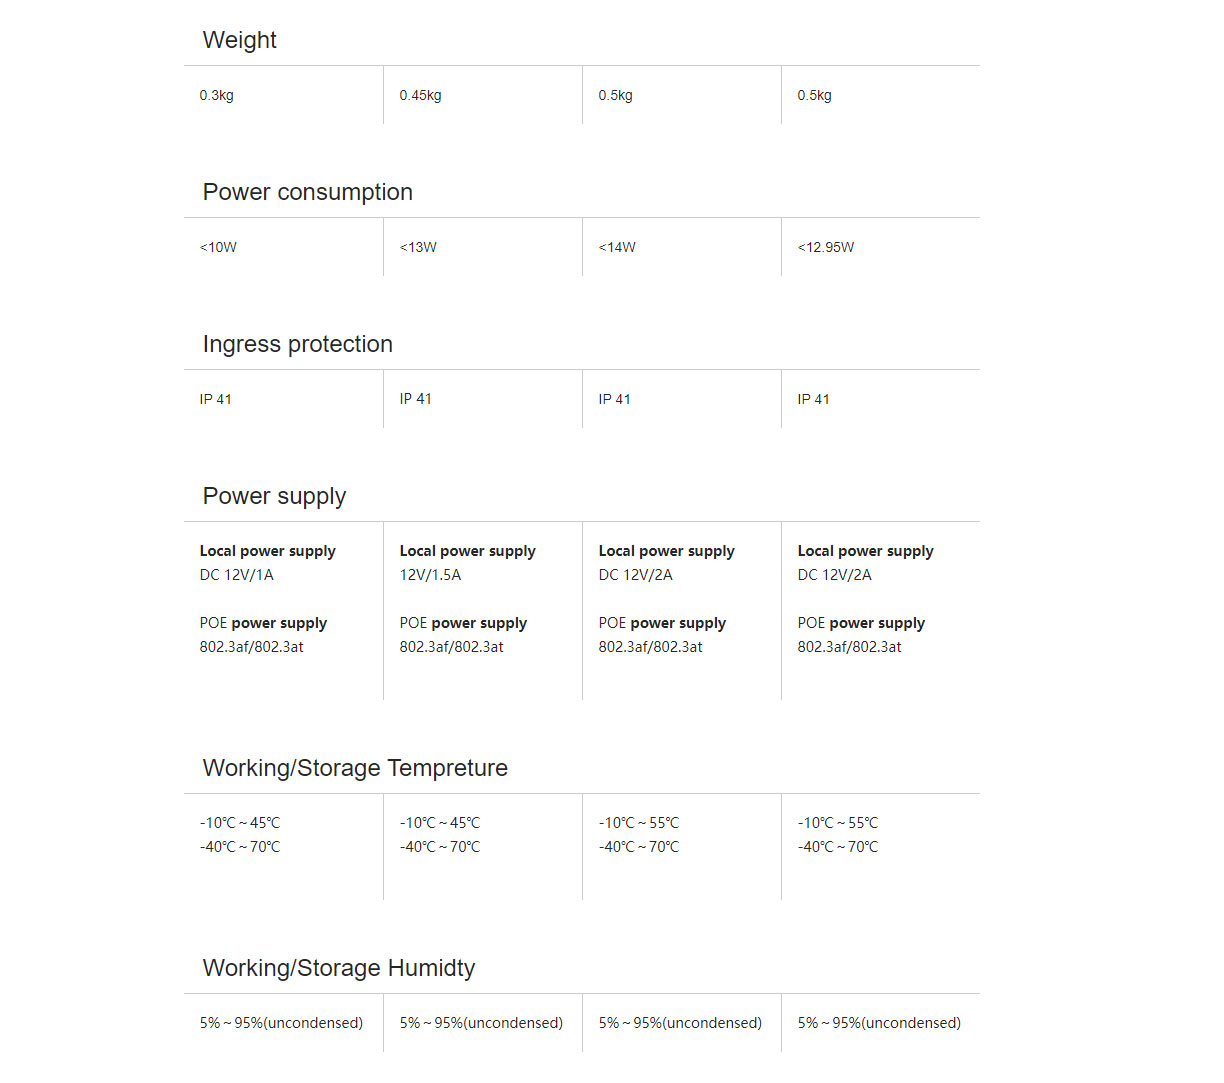 Weight
0.3kg 0.45kg 0.5kg 0.5kg
Power consumption
<10W <13W <14W <12.95W
Ingress protection
IP 41 IP 41 IP 41 IP 41
Power supply
Local power supply Local power supply Local power supply Local power supply
DC 12V/1A 12V/1.5A DC 12V/2A DC 12V/2A
POE power supply POE power supply POE power supply POE power supply
802.3af/802.3at 802.3af/802.3at 802.3af/802.3at 802.3af/802.3at
Working/Storage Tempreture
-10℃ ~ 45℃ -10℃ ~ 45℃ -10℃ ~ 55℃ -10℃ ~ 55℃
-40℃ ~ 70℃ -40℃ ~ 70℃ -40℃ ~ 70℃ -40℃ ~ 70℃
Working/Storage Humidty
5% ~ 95%(uncondensed) 5% ~ 95%(uncondensed) 5% ~ 95%(uncondensed) 5% ~ 95%(uncondensed)